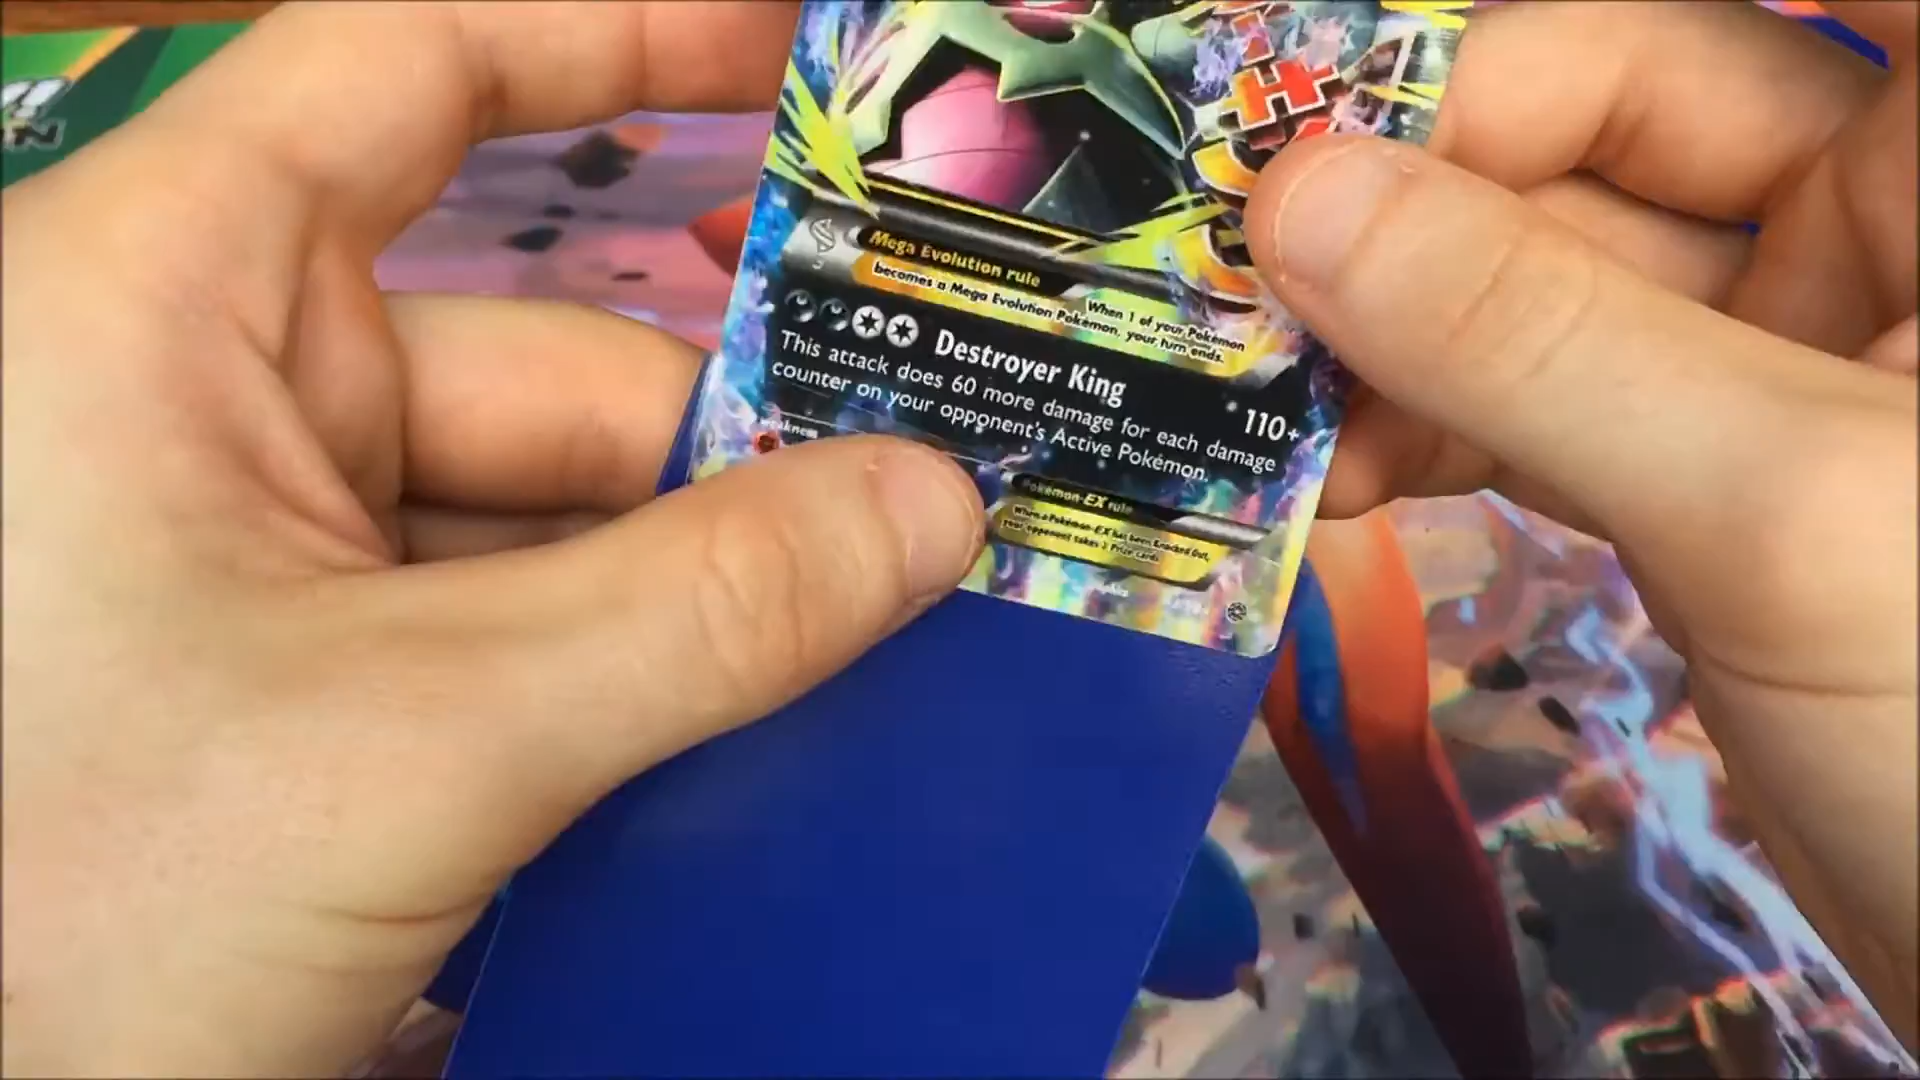 Mega Evolution rule
When 1 of your Pokémon
becomes a Mega Evolution Pokémon, your turn ends.
Destroyer King 110+
This attack does 60 more damage for each damage
counter on your opponent's Active Pokémon.
weakness
Pokémon-EX rule
When a Pokémon-EX has been Knocked Out,
your opponent takes 2 Prize cards.